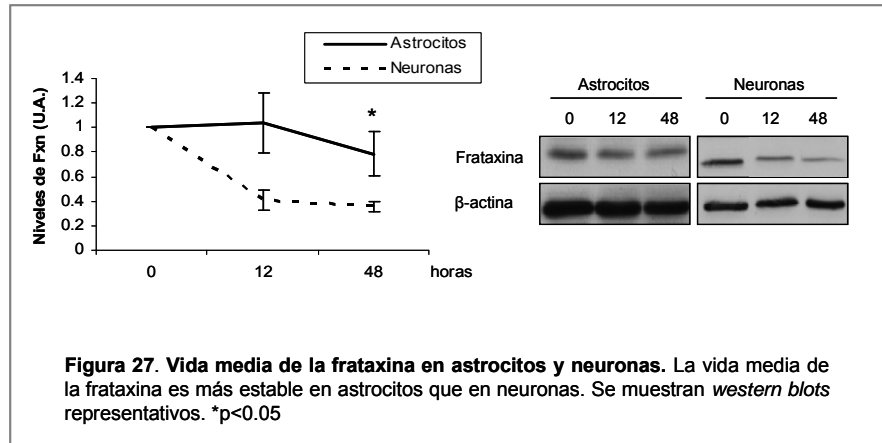 Astrocitos
Neuronas
Niveles de Fxn (U.A.)
1.4
1.2
1
0.8
0.6
0.4
0.2
0
*
0 12 48 horas
Astrocitos Neuronas
0 12 48 0 12 48
Frataxina
β-actina
Figura 27. Vida media de la frataxina en astrocitos y neuronas. La vida media de
la frataxina es más estable en astrocitos que en neuronas. Se muestran western blots
representativos. *p<0.05